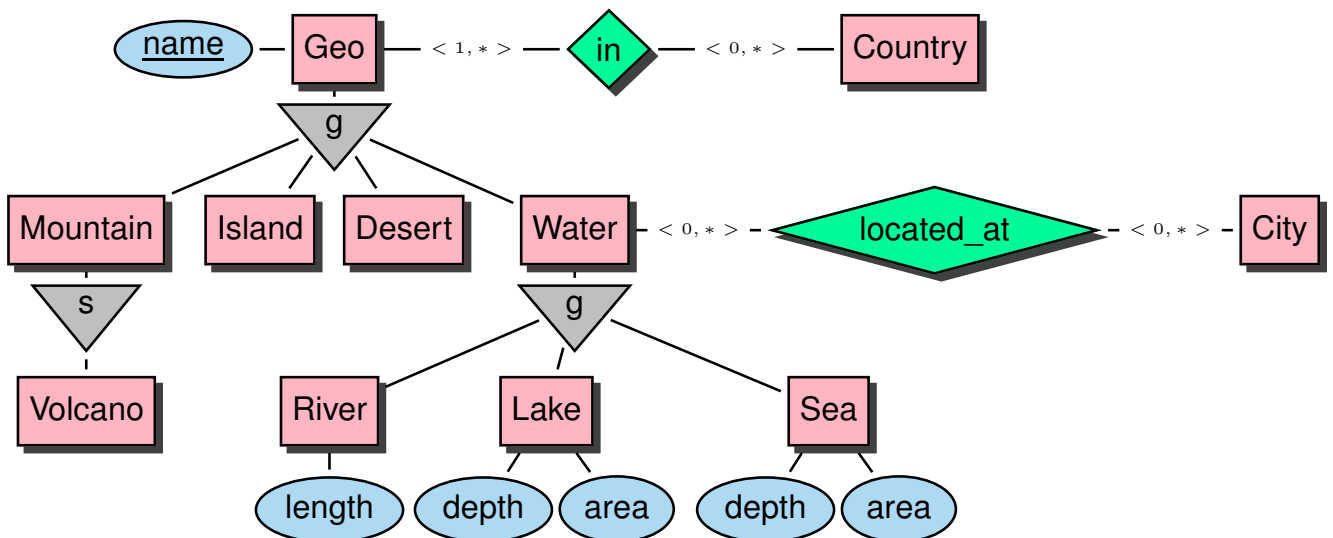 name Geo < 1, * > in < 0, * > Country
g
Mountain Island Desert Water < 0, * > located_at < 0, * > City
s g
Volcano River Lake Sea
length depth area depth area